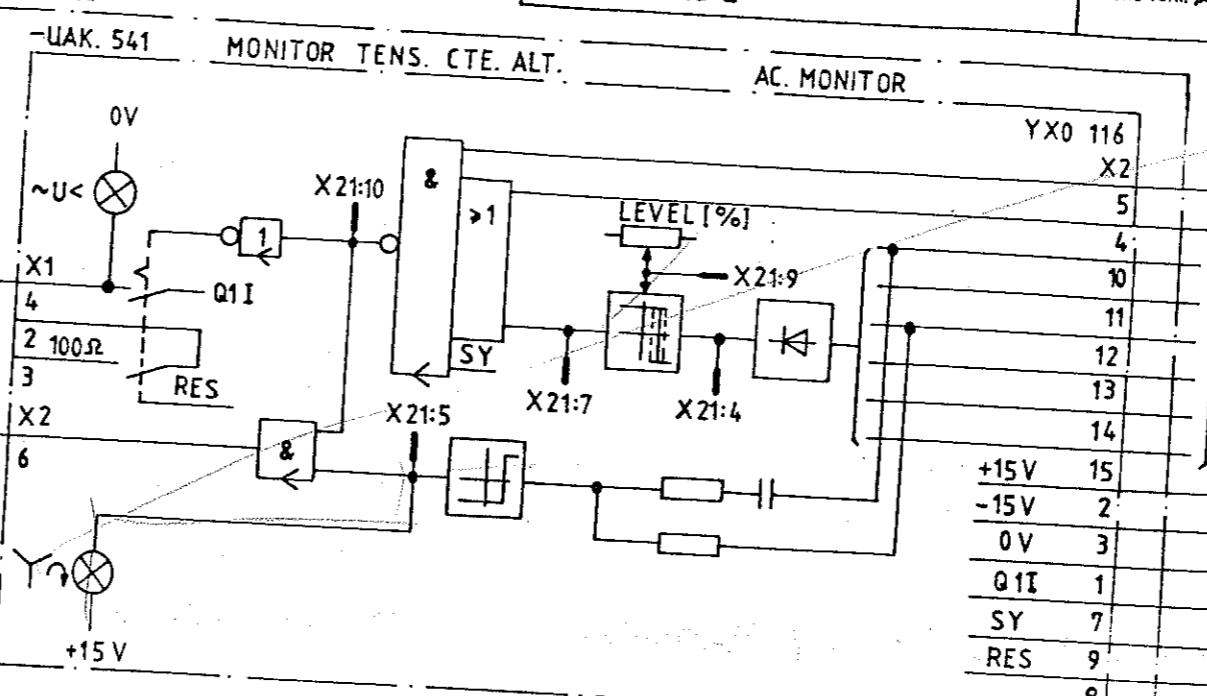 -UAK. 541 MONITOR TENS. CTE. ALT. AC. MONITOR
YX0 116
0V
X2
~U<
X21:10
&
≥1
LEVEL [%]
5
4
X1
1
X21:9
10
4
Q1I
11
2 100Ω
SY
12
3
RES
X21:7
X21:4
13
X2
X21:5
14
6
&
+15V 15
-15V 2
0V 3
Q1I 1
SY 7
+15V
RES 9